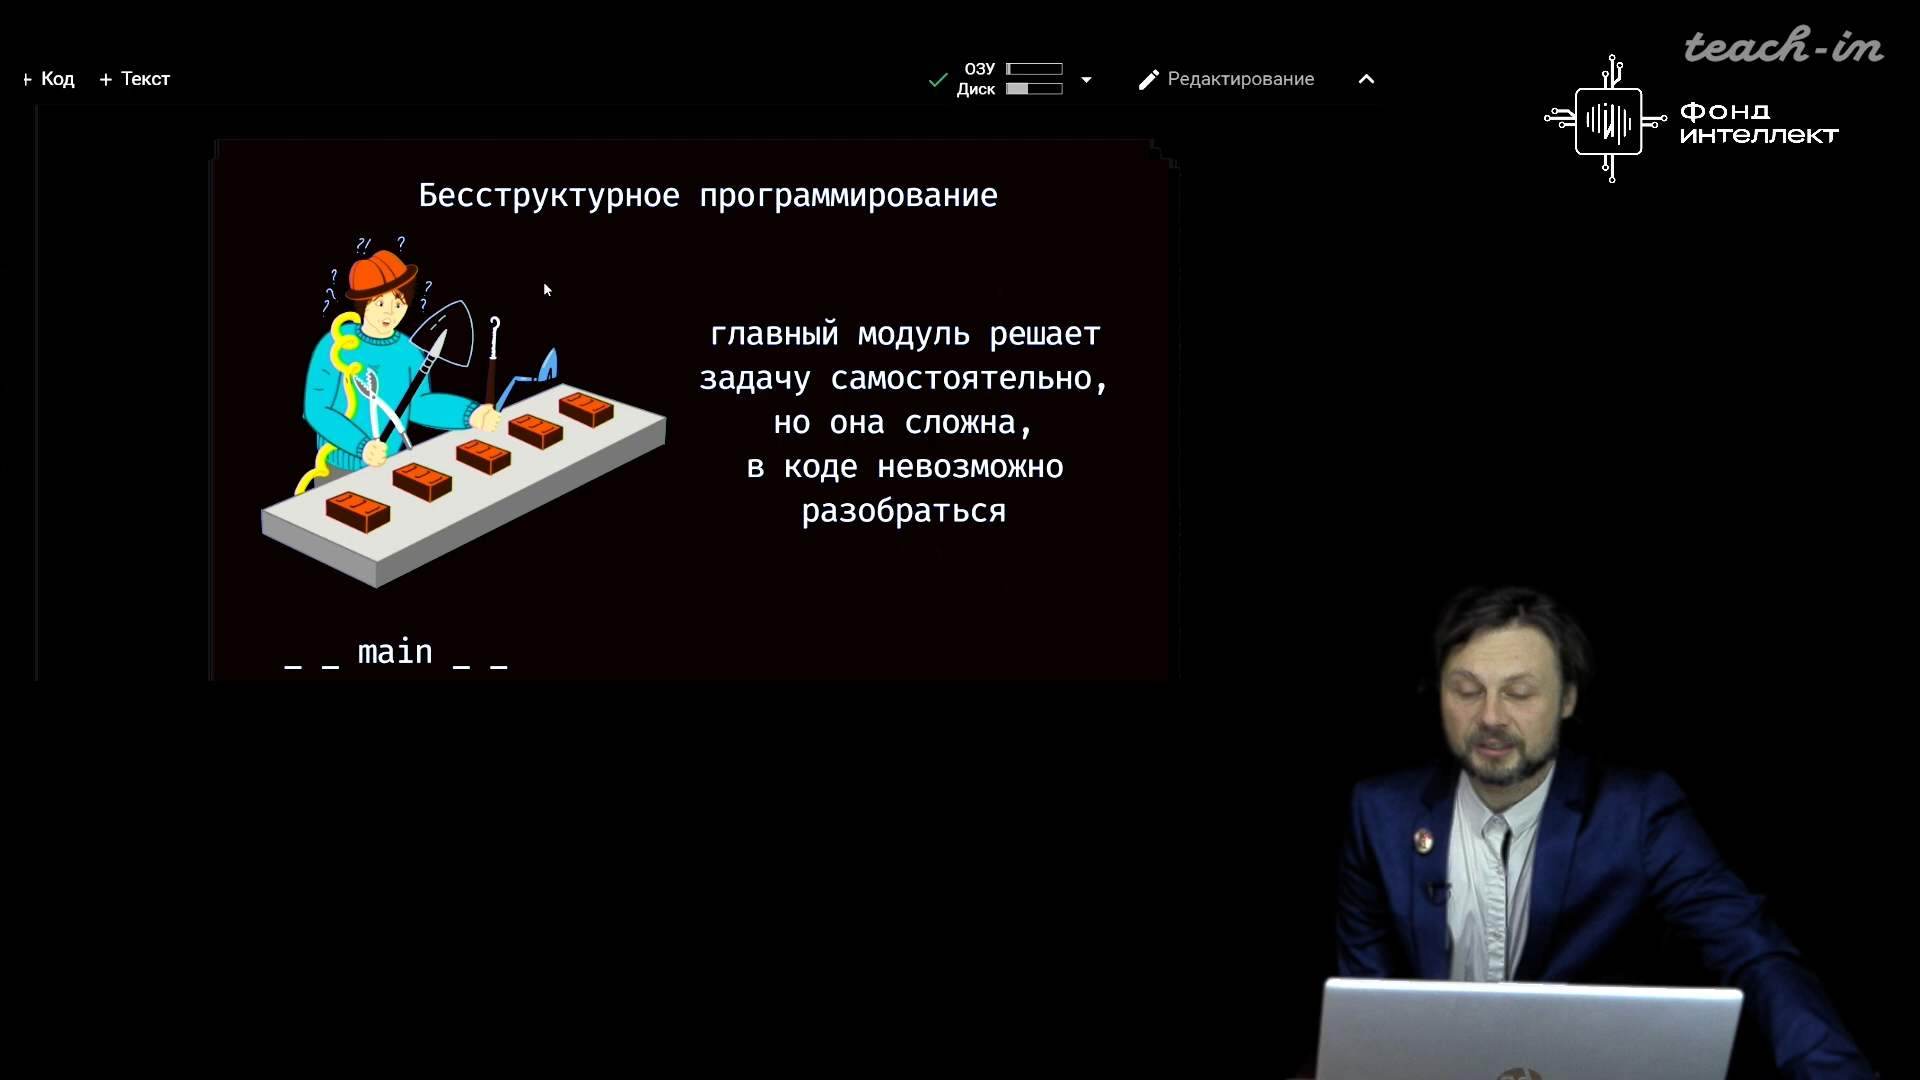 teach-in
+ Код + Текст
ОЗУ
Диск
Редактирование
Фонд
интеллект
Бесструктурное программирование
главный модуль решает
задачу самостоятельно,
но она сложна,
в коде невозможно
разобраться
_ _ main _ _